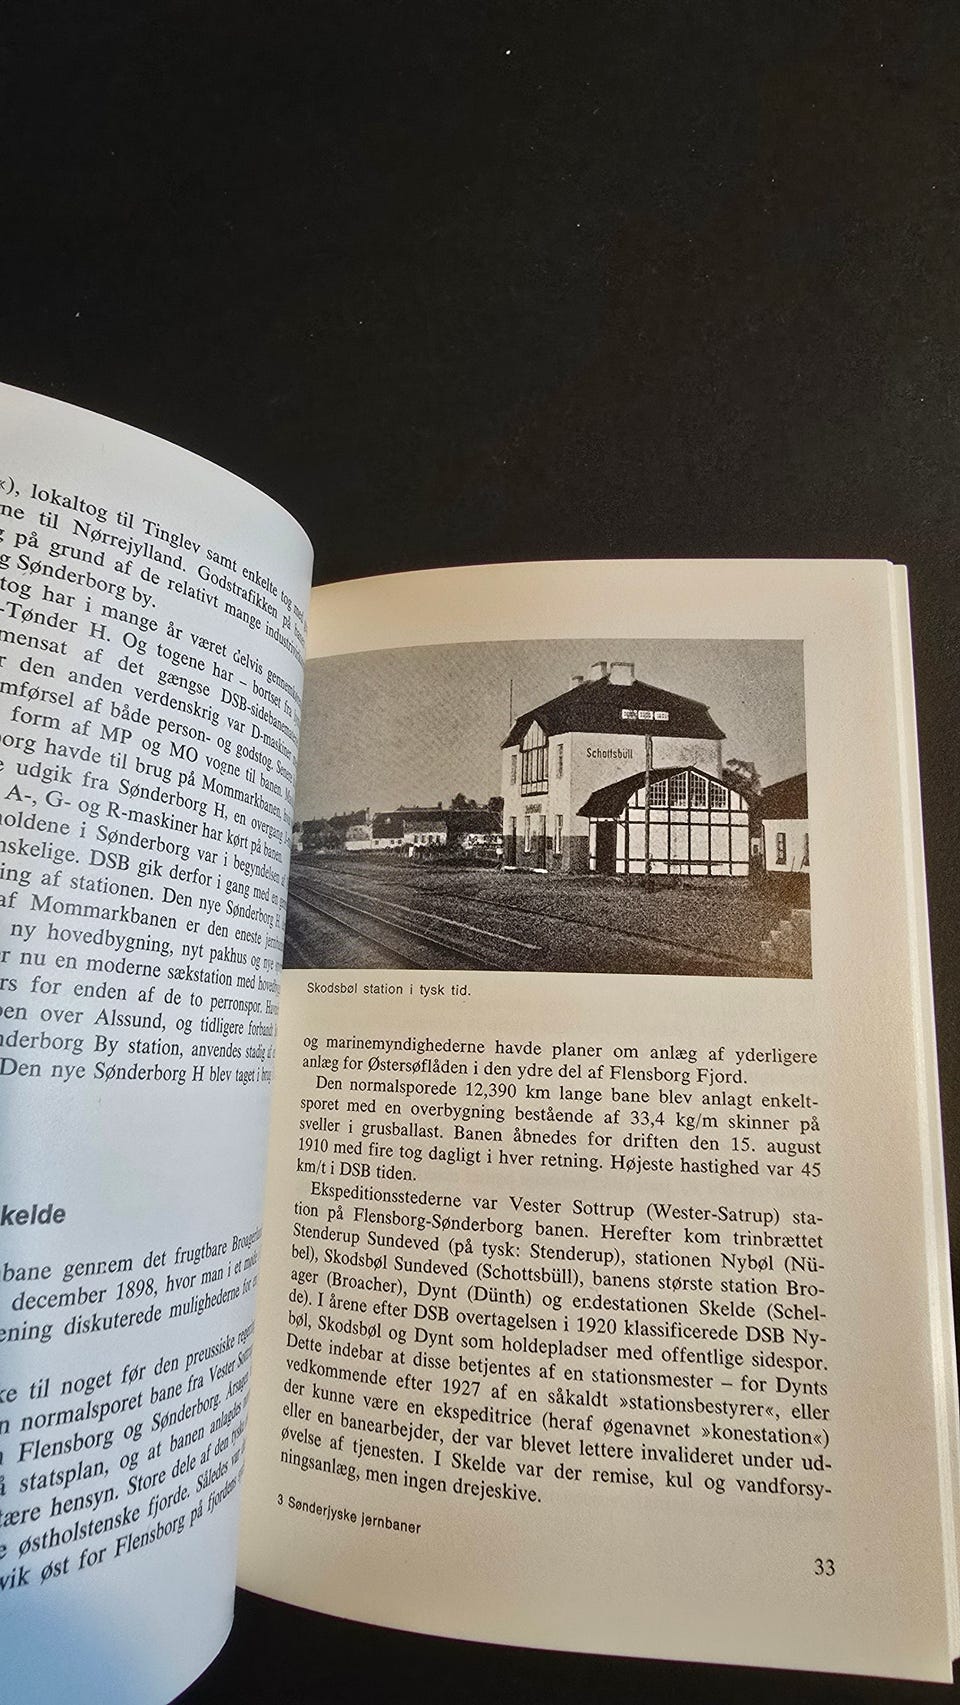 «), lokaltog til Tinglev samt enkelte tog med
ne til Nørrejylland. Godstrafikken på
g på grund af de relativt mange
g Sønderborg by.
tog har i mange år været delvis
-Tønder H. Og togene har – bortset fra
mensat af det gængse
r den anden verdenskrig var D-maskiner
mførsel af både person- og godstog.
form af MP og MO vogne til banen.
org havde til brug på Mommarkbanen,
e udgik fra Sønderborg H, en overgang
A-, G- og R-maskiner har kørt på banen.
holdene i Sønderborg var i begyndelsen
nskelige. DSB gik derfor i gang med en
ing af stationen. Den nye Sønderborg H
af Mommarkbanen er den eneste
ny hovedbygning, nyt pakhus og nye
r nu en moderne sækstation med
rs for enden af de to perronspor.
en over Alssund, og tidligere
nderborg By station, anvendes stadig
Den nye Sønderborg H blev taget i
kelde
bane gennem det frugtbare
december 1898, hvor man i et
ening diskuterede mulighederne for
ke til noget før den preussiske
n normalsporet bane fra Vester
Flensborg og Sønderborg.
å statsplan, og at banen anlagdes
tære hensyn. Store dele af den
e østholstenske fjorde. Således
vik øst for Flensborg på fjordens
Schottsbüll
Skodsbøl station i tysk tid.
og marinemyndighederne havde planer om anlæg af yderligere
anlæg for Østersøflåden i den ydre del af Flensborg Fjord.
Den normalsporede 12,390 km lange bane blev anlagt enkelt-
sporet med en overbygning bestående af 33,4 kg/m skinner på
sveller i grusballast. Banen åbnedes for driften den 15. august
1910 med fire tog dagligt i hver retning. Højeste hastighed var 45
km/t i DSB tiden.
Ekspeditionsstederne var Vester Sottrup (Wester-Satrup) sta-
tion på Flensborg-Sønderborg banen. Herefter kom trinbrættet
Stenderup Sundeved (på tysk: Stenderup), stationen Nybøl (Nü-
bel), Skodsbøl Sundeved (Schottsbüll), banens største station Bro-
ager (Broacher), Dynt (Dünth) og endestationen Skelde (Schel-
de). I årene efter DSB overtagelsen i 1920 klassificerede DSB Ny-
bøl, Skodsbøl og Dynt som holdepladser med offentlige sidespor.
Dette indebar at disse betjentes af en stationsmester – for Dynts
vedkommende efter 1927 af en såkaldt »stationsbestyrer«, eller
der kunne være en ekspeditrice (heraf øgenavnet »konestation«)
eller en banearbejder, der var blevet lettere invalideret under ud-
øvelse af tjenesten. I Skelde var der remise, kul og vandforsy-
ningsanlæg, men ingen drejeskive.
3 Sønderjyske jernbaner
33